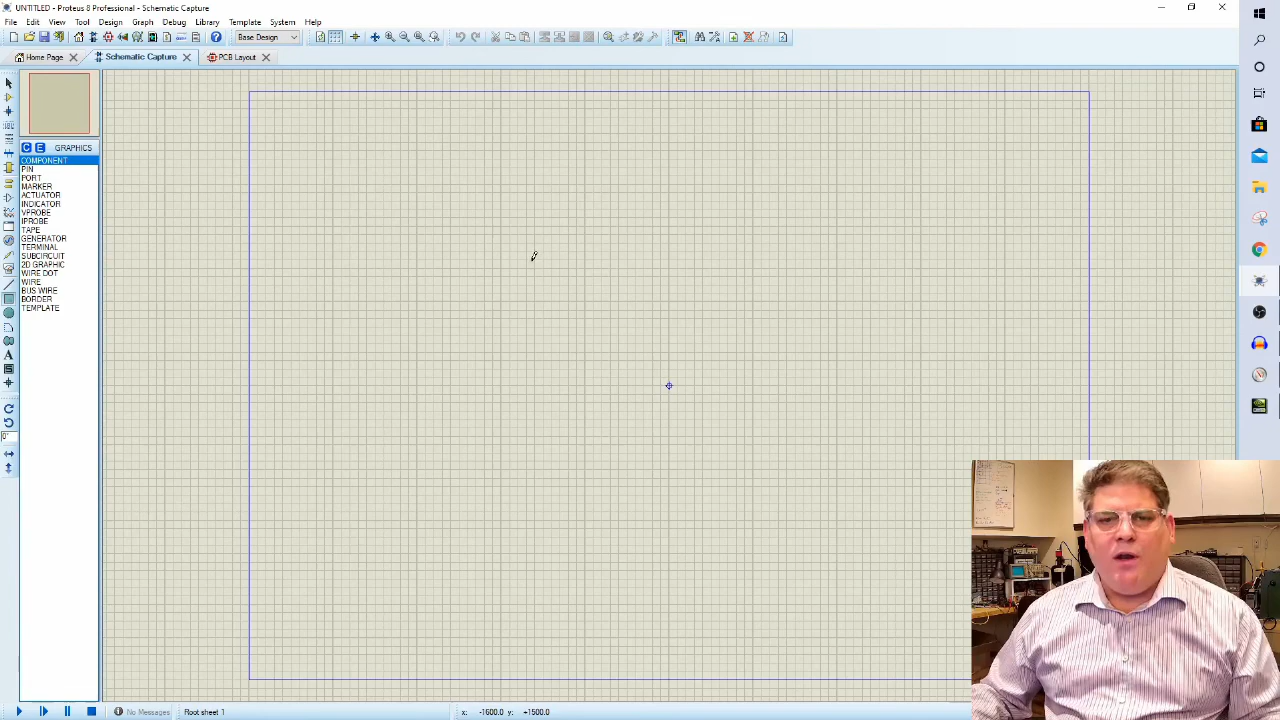 UNTITLED - Proteus 8 Professional - Schematic Capture
File Edit View Tool Design Graph Debug Library Template System Help
Base Design
Home Page Schematic Capture PCB Layout
C E GRAPHICS
COMPONENT
PIN
PORT
MARKER
ACTUATOR
INDICATOR
VPROBE
IPROBE
TAPE
GENERATOR
TERMINAL
SUBCIRCUIT
2D GRAPHIC
WIRE DOT
WIRE
BUS WIRE
BORDER
TEMPLATE
A
0°
No Messages Root sheet 1 x: -1600.0 y: +1500.0